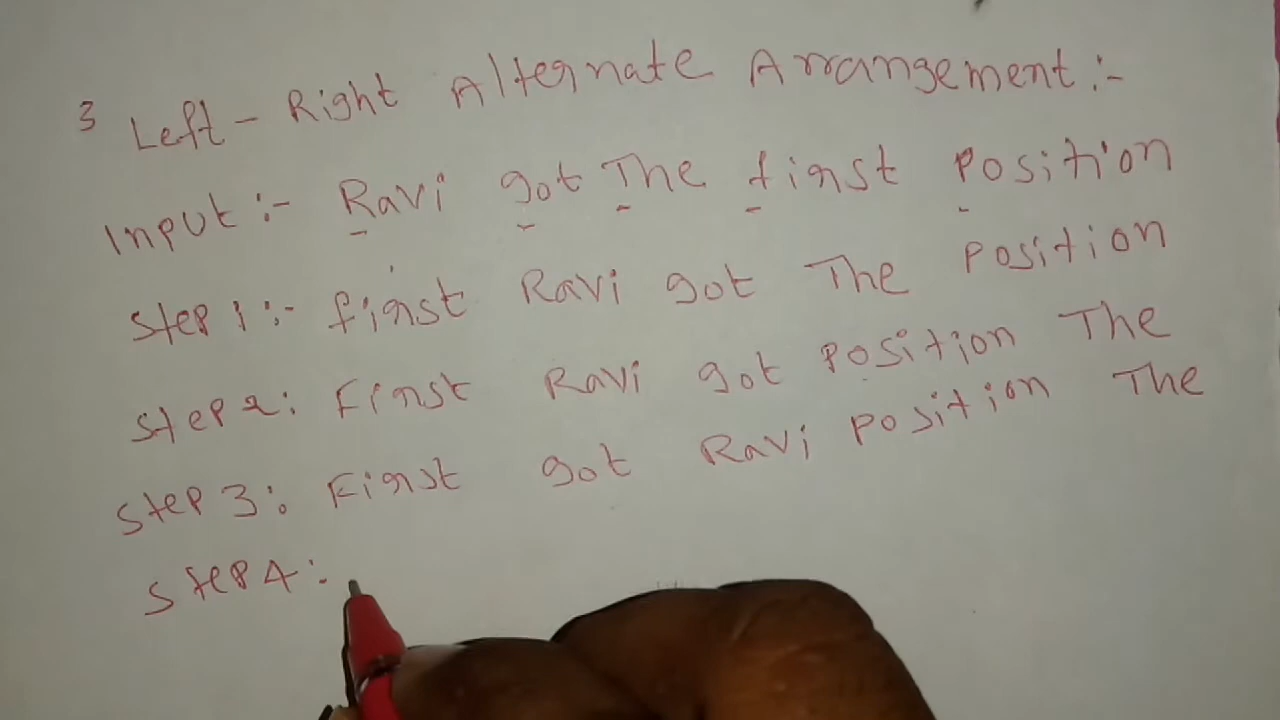 3 Left - Right Alternate Arrangement :-
Input :- Ravi got The first Position
Step 1 :- first Ravi got The Position
Step 2 : First Ravi got Position The
Step 3 : First got Ravi Position The
Step 4 :-